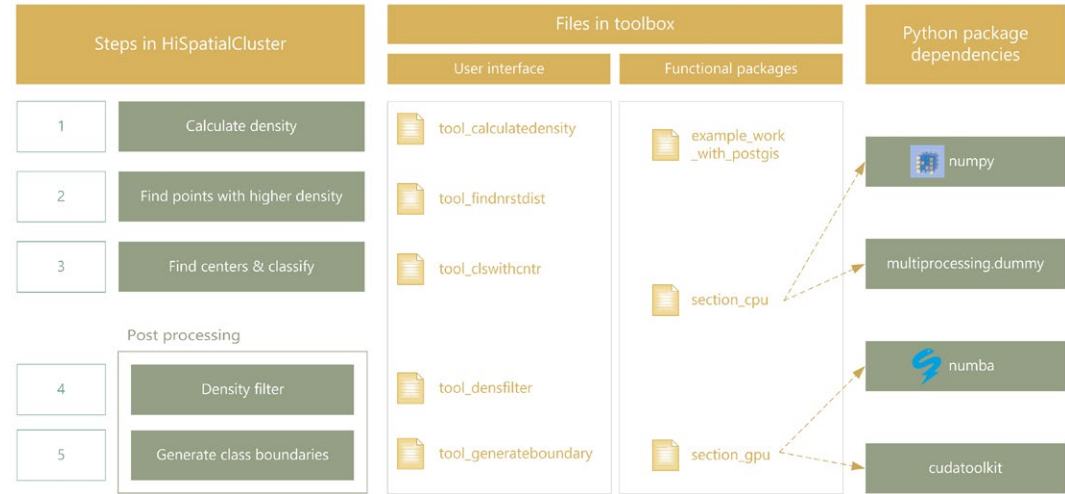 Steps in HiSpatialCluster
Files in toolbox
User interface
Functional packages
Python package
dependencies
1
Calculate density
2
Find points with higher density
3
Find centers & classify
Post processing
4
Density filter
5
Generate class boundaries
tool_calculatedensity
tool_findnrstdist
tool_clswithcntr
tool_densfilter
tool_generateboundary
example_work
_with_postgis
section_cpu
section_gpu
numpy
multiprocessing.dummy
numba
cudatoolkit